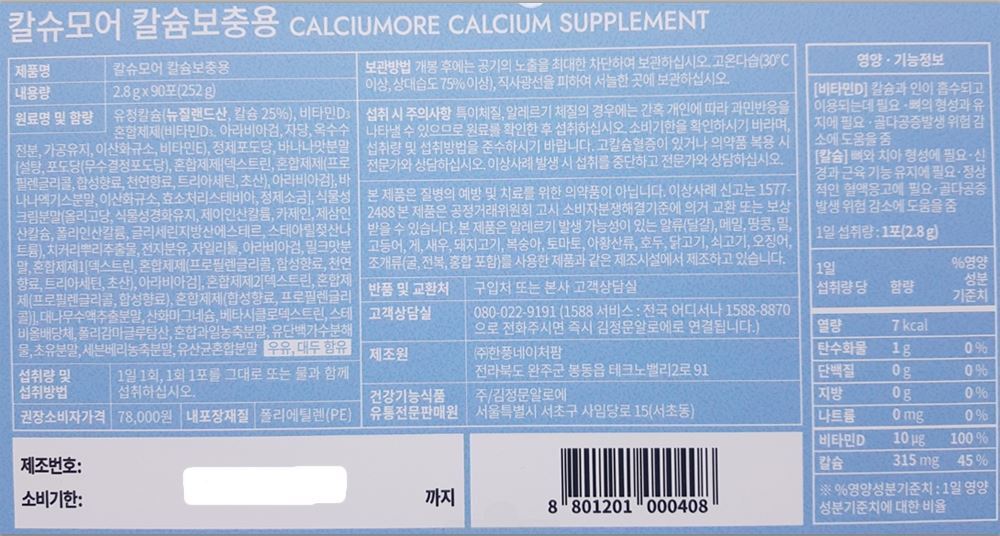 칼슈모어 칼슘보충용 CALCIUMORE CALCIUM SUPPLEMENT
제품명 칼슈모어 칼슘보충용
내용량 2.8 g x 90포(252 g)
원료명 및 함량 유청칼슘(뉴질랜드산, 칼슘 25%), 비타민D₃
혼합제제(비타민D₃, 아라비아검, 자당, 옥수수
전분, 가공유지, 이산화규소, 비타민E), 정제포도당, 바나나맛분말
[설탕, 포도당(무수결정포도당), 혼합제제[덱스트린, 혼합제제(프로
필렌글리콜, 합성향료, 천연향료, 트리아세틴, 초산), 아라비아검], 바
나나엑기스분말, 이산화규소, 효소처리스테비아, 정제소금], 식물성
크림분말(올리고당, 식물성경화유지, 제이인산칼륨, 카제인, 제삼인
산칼슘, 폴리인산칼륨, 글리세린지방산에스테르, 스테아릴젖산나
트륨), 치커리뿌리추출물, 전지분유, 자일리톨, 아라비아검, 밀크맛분
말, 혼합제제1[덱스트린, 혼합제제(프로필렌글리콜, 합성향료, 천연
향료, 트리아세틴, 초산), 아라비아검], 혼합제제2[덱스트린, 혼합제
제(프로필렌글리콜, 합성향료), 혼합제제(합성향료, 프로필렌글리
콜)], 대나무수액추출분말, 산화마그네슘, 베타시클로덱스트린, 스테
비올배당체, 폴리감마글루탐산, 혼합과일농축분말, 유단백가수분해
물, 초유분말, 세븐베리농축분말, 유산균혼합분말 우유, 대두 함유
섭취량 및
섭취방법
1일 1회, 1회 1포를 그대로 또는 물과 함께
섭취하십시오.
권장소비자가격 78,000원 내포장재질 폴리에틸렌(PE)
보관방법 개봉 후에는 공기의 노출을 최대한 차단하여 보관하십시오. 고온다습(30℃
이상, 상대습도 75% 이상), 직사광선을 피하여 서늘한 곳에 보관하십시오.
섭취 시 주의사항 특이체질, 알레르기 체질의 경우에는 간혹 개인에 따라 과민반응을
나타낼 수 있으므로 원료를 확인한 후 섭취하십시오. 소비기한을 확인하시기 바라며,
섭취량 및 섭취방법을 준수하시기 바랍니다. 고칼슘혈증이 있거나 의약품 복용 시
전문가와 상담하십시오. 이상사례 발생 시 섭취를 중단하고 전문가와 상담하십시오.
본 제품은 질병의 예방 및 치료를 위한 의약품이 아닙니다. 이상사례 신고는 1577-
2488 본 제품은 공정거래위원회 고시 소비자분쟁해결기준에 의거 교환 또는 보상
받을 수 있습니다. 본 제품은 알레르기 발생 가능성이 있는 알류(달걀), 메밀, 땅콩, 밀,
고등어, 게, 새우, 돼지고기, 복숭아, 토마토, 아황산류, 호두, 닭고기, 쇠고기, 오징어,
조개류(굴, 전복, 홍합 포함)를 사용한 제품과 같은 제조시설에서 제조하고 있습니다.
반품 및 교환처 구입처 또는 본사 고객상담실
고객상담실 080-022-9191 (1588 서비스 : 전국 어디서나 1588-8870
으로 전화주시면 즉시 김정문알로에로 연결됩니다.)
제조원 ㈜한풍네이처팜
전라북도 완주군 봉동읍 테크노밸리2로 91
건강기능식품
유통전문판매원
주/김정문알로에
서울특별시 서초구 사임당로 15(서초동)
영양 · 기능정보
[비타민D] 칼슘과 인이 흡수되고
이용되는데 필요 · 뼈의 형성과 유
지에 필요 · 골다공증발생 위험 감
소에 도움을 줌
[칼슘] 뼈와 치아 형성에 필요 · 신
경과 근육 기능 유지에 필요 · 정상
적인 혈액응고에 필요 · 골다공증
발생 위험 감소에 도움을 줌
1일 섭취량 : 1포(2.8 g)
1일
섭취량 당 함량 %영양
성분
기준치
열량 7 kcal
탄수화물 1 g 0 %
단백질 0 g 0 %
지방 0 g 0 %
나트륨 0 mg 0 %
비타민D 10 µg 100 %
칼슘 315 mg 45 %
※ %영양성분기준치 : 1일 영양
성분기준치에 대한 비율
제조번호:
소비기한: 까지
8 801201 000408